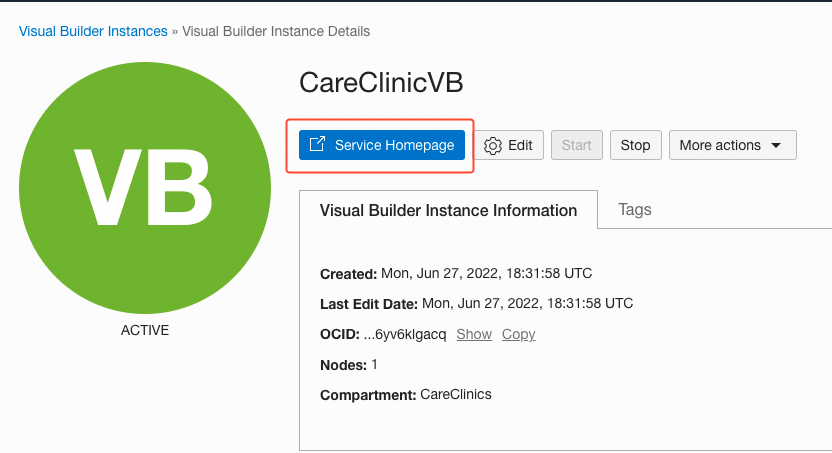 Visual Builder Instances » Visual Builder Instance Details
VB
ACTIVE
CareClinicVB
Service Homepage Edit Start Stop More actions
Visual Builder Instance Information Tags
Created: Mon, Jun 27, 2022, 18:31:58 UTC
Last Edit Date: Mon, Jun 27, 2022, 18:31:58 UTC
OCID: ...6yv6klgacq Show Copy
Nodes: 1
Compartment: CareClinics